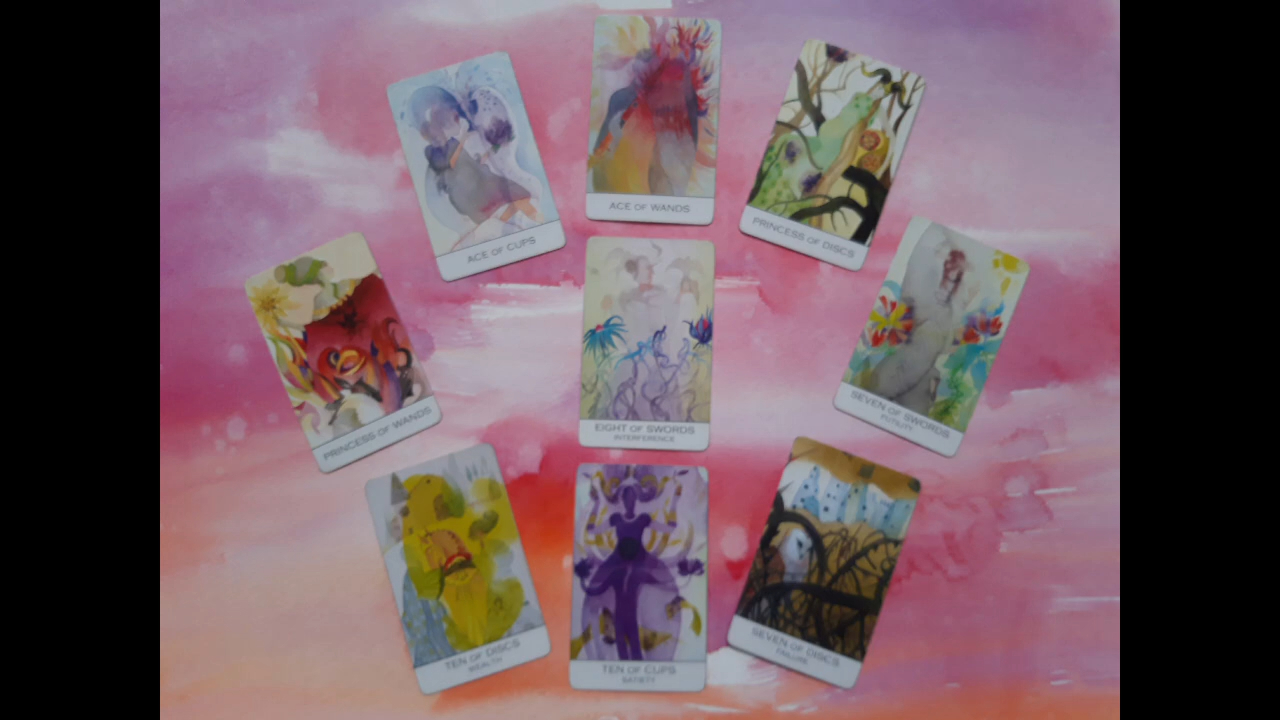 ACE OF CUPS
ACE OF WANDS
PRINCESS OF DISCS
PRINCESS OF WANDS
EIGHT OF SWORDS
INTERFERENCE
SEVEN OF SWORDS
FUTILITY
TEN OF DISCS
WEALTH
TEN OF CUPS
SATIETY
SEVEN OF DISCS
FAILURE